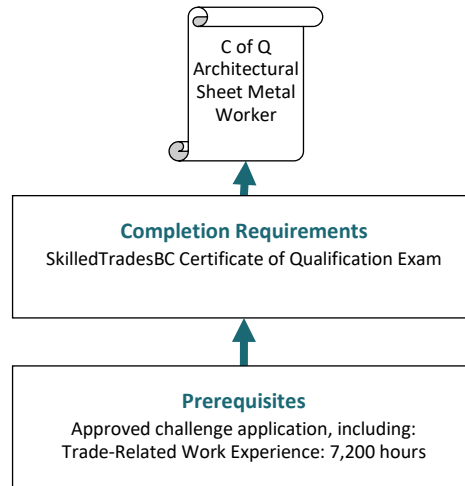 C of Q
Architectural
Sheet Metal
Worker
Completion Requirements
SkilledTradesBC Certificate of Qualification Exam
Prerequisites
Approved challenge application, including:
Trade-Related Work Experience: 7,200 hours